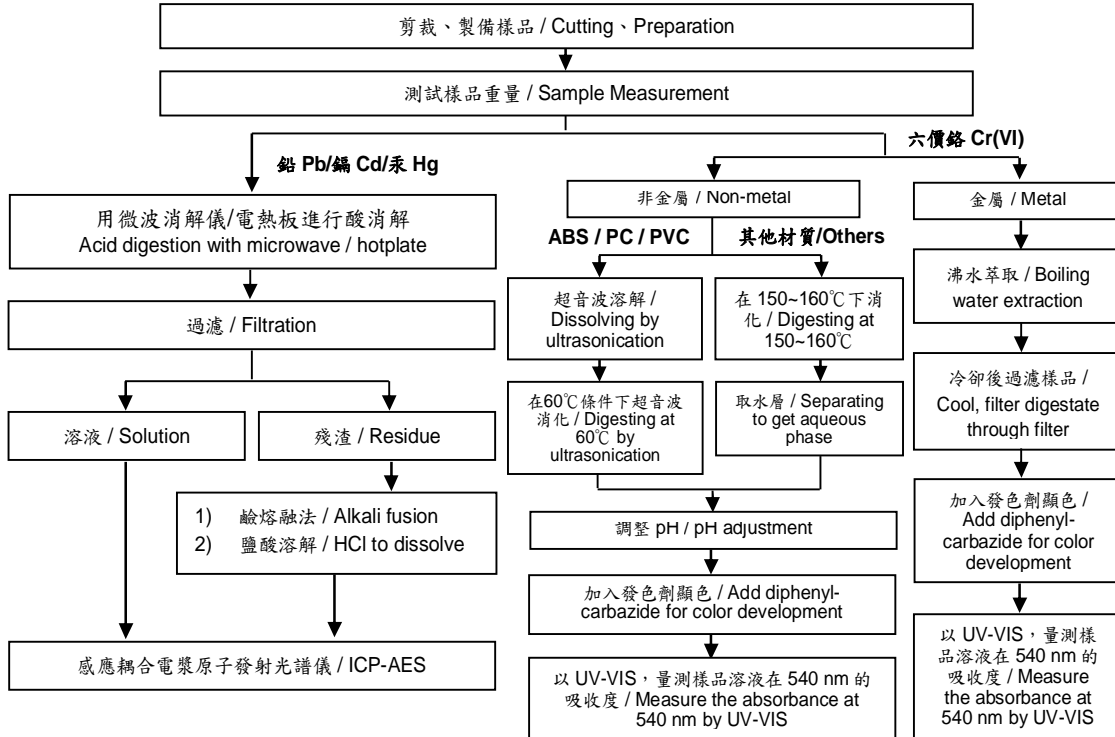 剪裁、製備樣品 / Cutting、Preparation
測試樣品重量 / Sample Measurement
鉛 Pb/鎘 Cd/汞 Hg
六價鉻 Cr(VI)
用微波消解儀/電熱板進行酸消解
Acid digestion with microwave / hotplate
過濾 / Filtration
溶液 / Solution
殘渣 / Residue
1) 鹼熔融法 / Alkali fusion
2) 鹽酸溶解 / HCl to dissolve
感應耦合電漿原子發射光譜儀 / ICP-AES
非金屬 / Non-metal
ABS / PC / PVC
其他材質/Others
超音波溶解 /
Dissolving by
ultrasonication
在60℃條件下超音波
消化 / Digesting at
60℃ by
ultrasonication
在 150~160℃下消
化 / Digesting at
150~160℃
取水層 / Separating
to get aqueous
phase
調整 pH / pH adjustment
加入發色劑顯色 / Add diphenyl-
carbazide for color development
以 UV-VIS，量測樣品溶液在 540 nm 的
吸收度 / Measure the absorbance at
540 nm by UV-VIS
金屬 / Metal
沸水萃取 / Boiling
water extraction
冷卻後過濾樣品 /
Cool, filter digestate
through filter
加入發色劑顯色 /
Add diphenyl-
carbazide for color
development
以 UV-VIS，量測樣
品溶液在 540 nm 的
吸收度 / Measure
the absorbance at
540 nm by UV-VIS